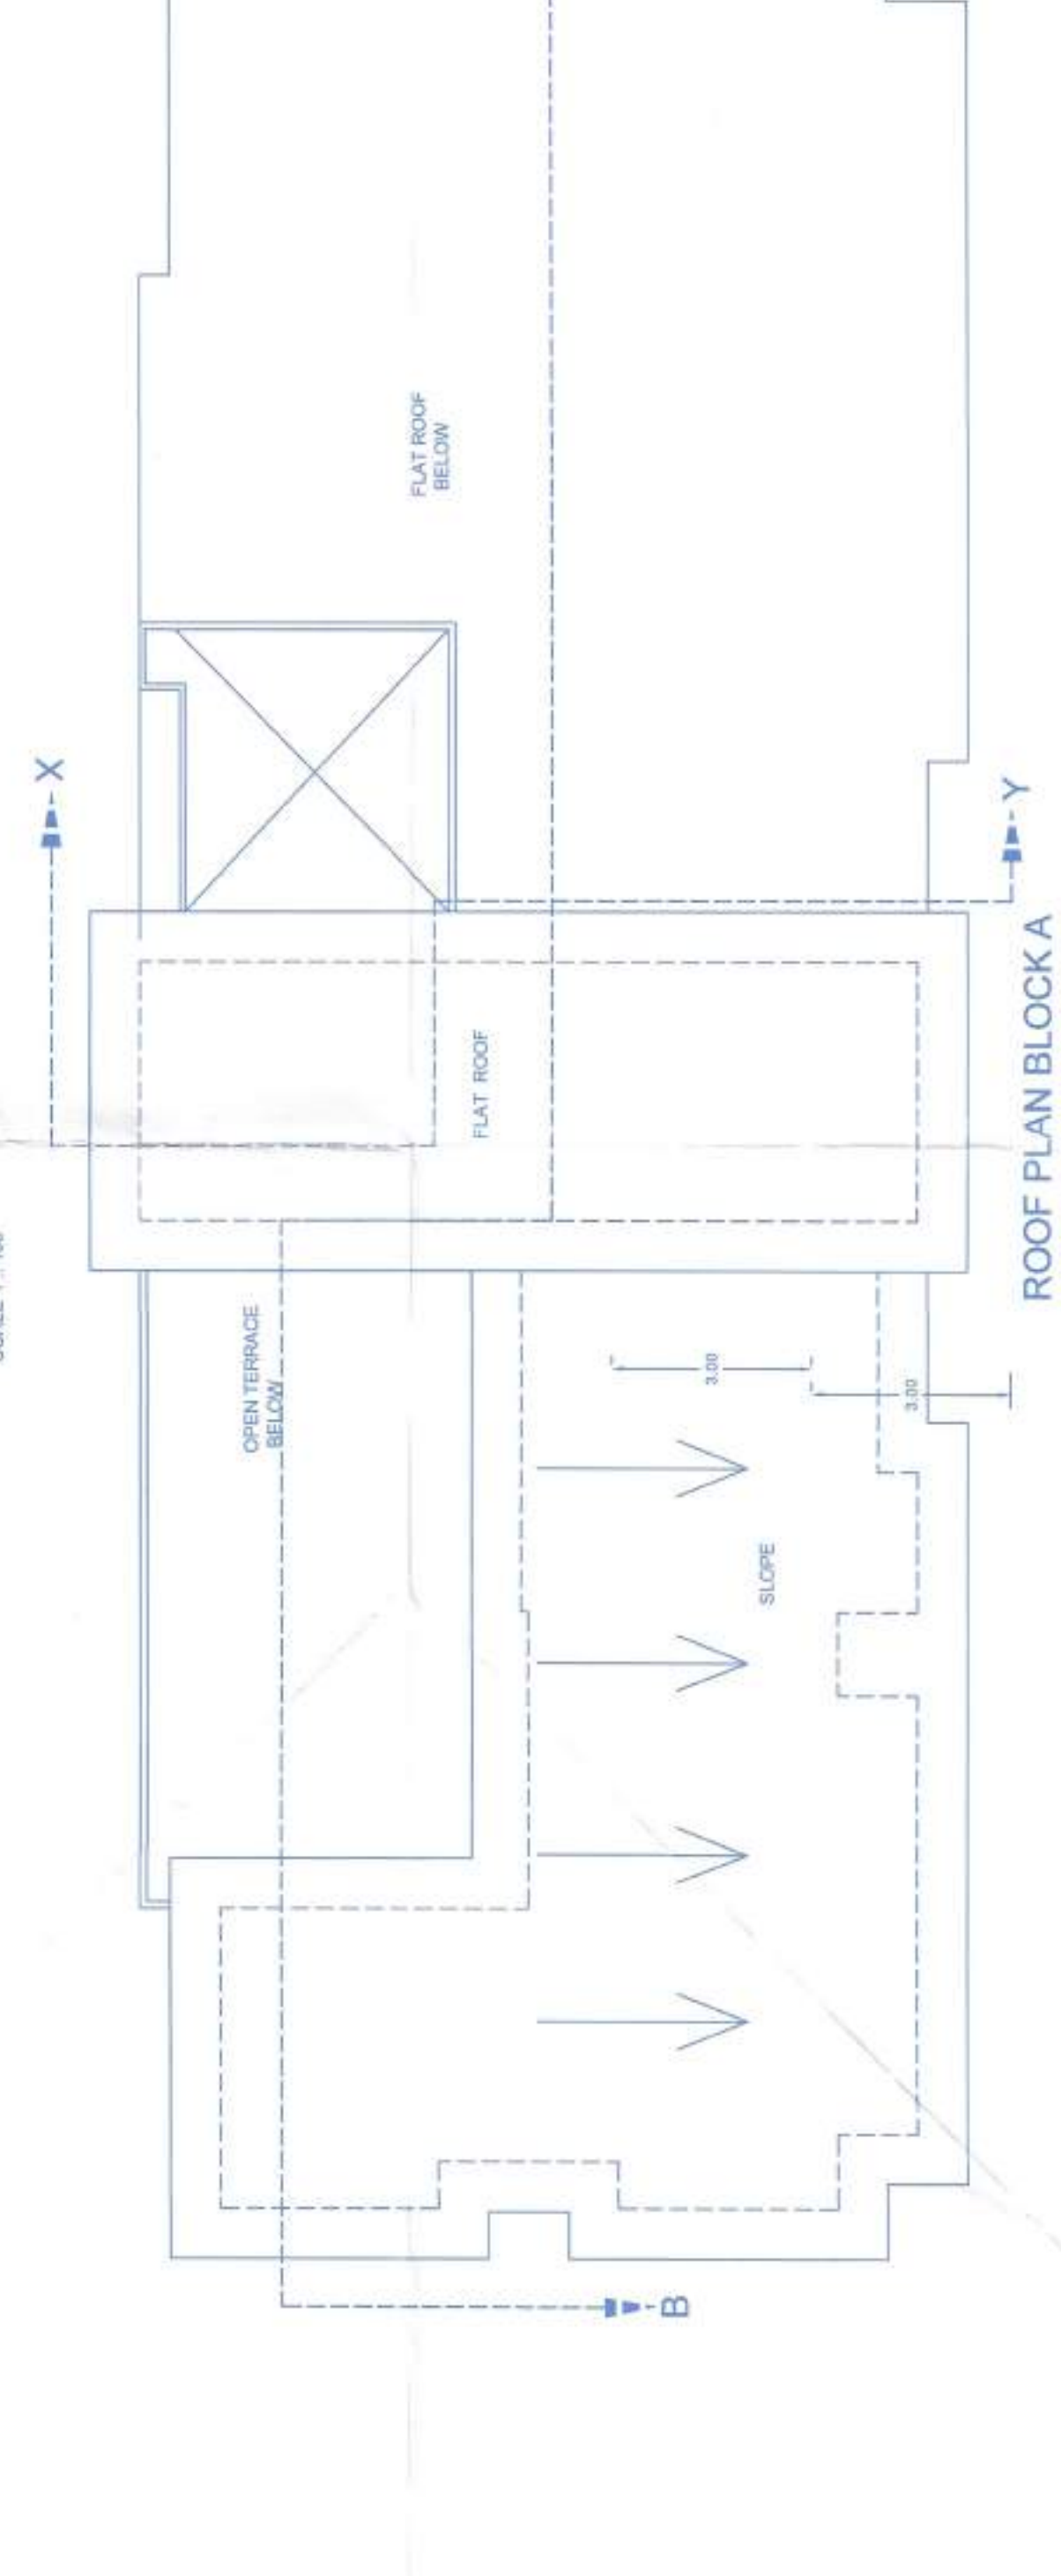 X
FLAT ROOF
BELOW
Y
FLAT ROOF
ROOF PLAN BLOCK A
OPEN TERRACE
BELOW
3.00
3.00
SLOPE
B